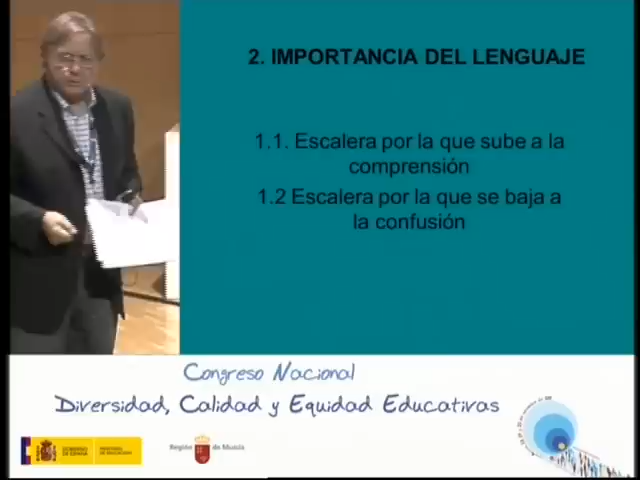 2. IMPORTANCIA DEL LENGUAJE
1.1. Escalera por la que sube a la
comprensión
1.2 Escalera por la que se baja a
la confusión
Congreso Nacional
Diversidad, Calidad y Equidad Educativas
GOBIERNO
DE ESPAÑA
MINISTERIO
DE EDUCACIÓN
Región de Murcia